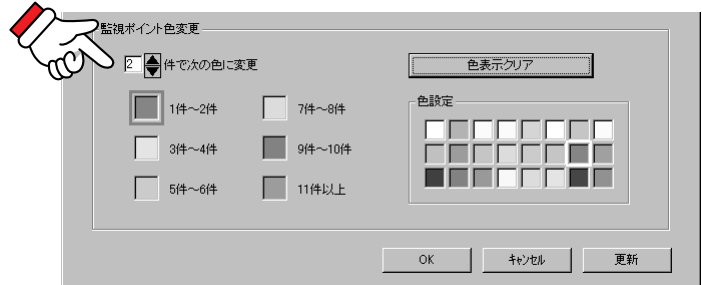 監視ポイント色変更
2 件で次の色に変更
色表示クリア
1件～2件
7件～8件
色設定
3件～4件
9件～10件
5件～6件
11件以上
OK
ｷｬﾝｾﾙ
更新